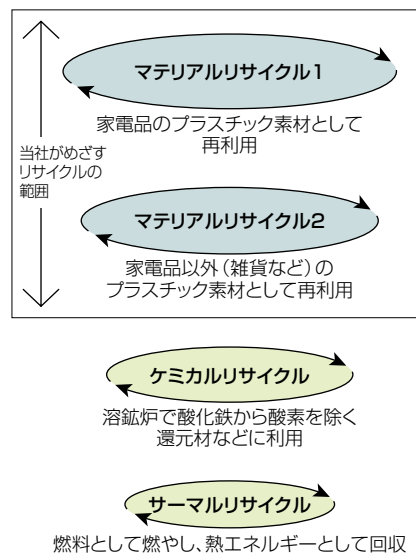 マテリアルリサイクル1
家電品のプラスチック素材として
再利用
当社がめざす
リサイクルの
範囲
マテリアルリサイクル2
家電品以外（雑貨など）の
プラスチック素材として再利用
ケミカルリサイクル
溶鉱炉で酸化鉄から酸素を除く
還元材などに利用
サーマルリサイクル
燃料として燃やし、熱エネルギーとして回収